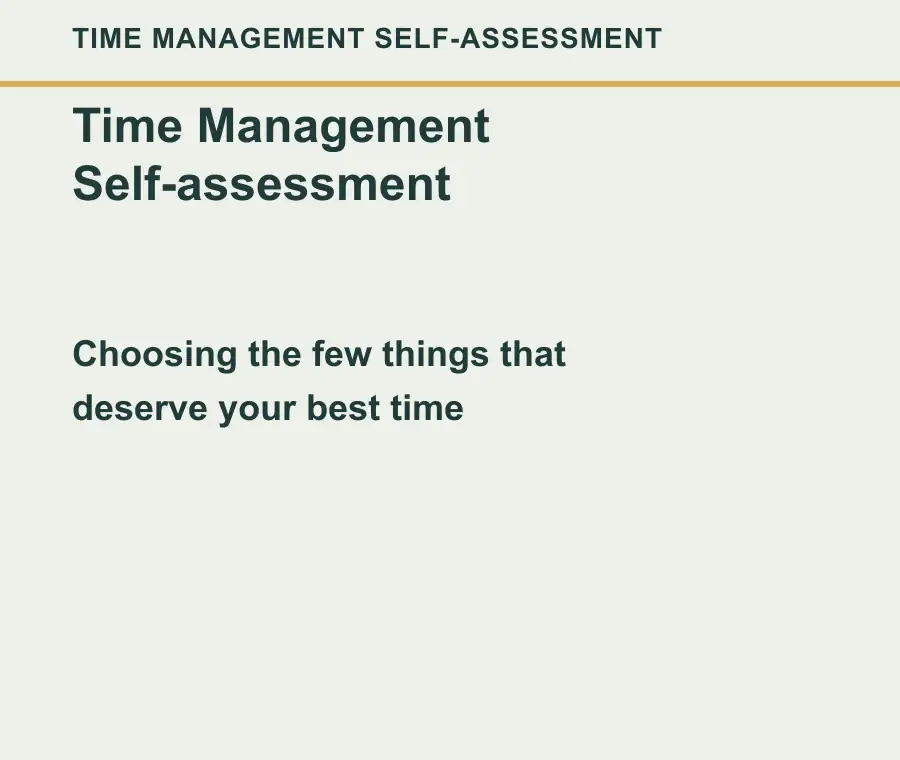 TIME MANAGEMENT SELF-ASSESSMENT
Time Management
Self-assessment
Choosing the few things that
deserve your best time